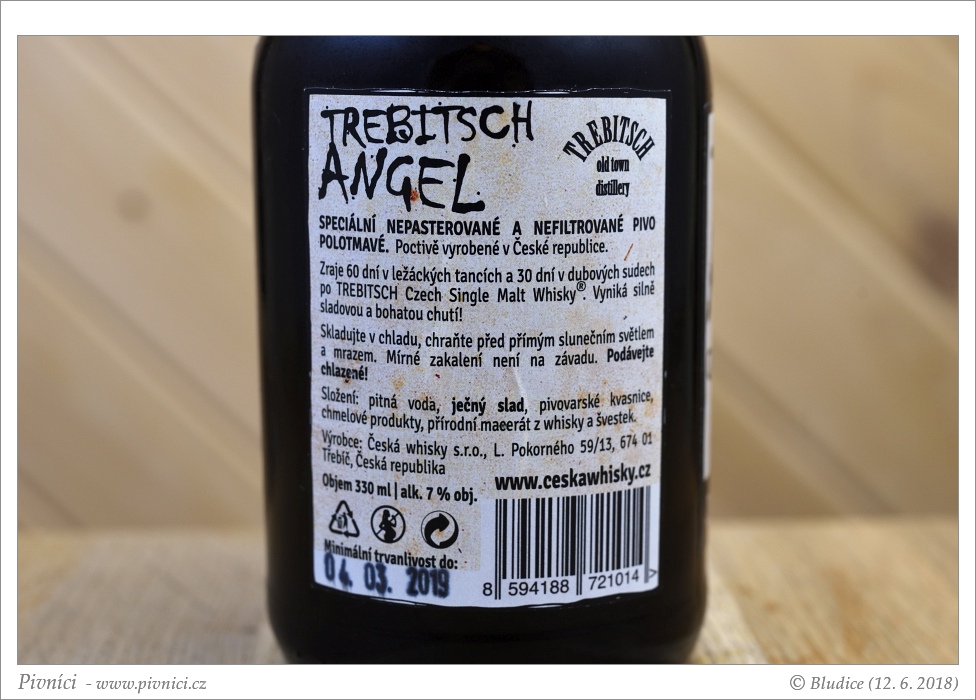 TREBITSCH
ANGEL
TREBITSCH
old town
distillery
SPECIÁLNÍ NEPASTEROVANÉ A NEFILTROVANÉ PIVO
POLOTMAVÉ. Poctivě vyrobené v České republice.
Zraje 60 dní v ležáckých tancích a 30 dní v dubových sudech
po TREBITSCH Czech Single Malt Whisky®. Vyniká silně
sladovou a bohatou chutí!
Skladujte v chladu, chraňte před přímým slunečním světlem
a mrazem. Mírné zakalení není na závadu. Podávejte
chlazené!
Složení: pitná voda, ječný slad, pivovarské kvasnice,
chmelové produkty, přírodní macerát z whisky a švestek.
Výrobce: Česká whisky s.r.o., L. Pokorného 59/13, 674 01
Třebíč, Česká republika
www.ceskawhisky.cz
Objem 330 ml | alk. 7 % obj.
Minimální trvanlivost do:
04. 03. 2019
8 594188 721014 >
Pivníci - www.pivnici.cz
© Bludice (12. 6. 2018)